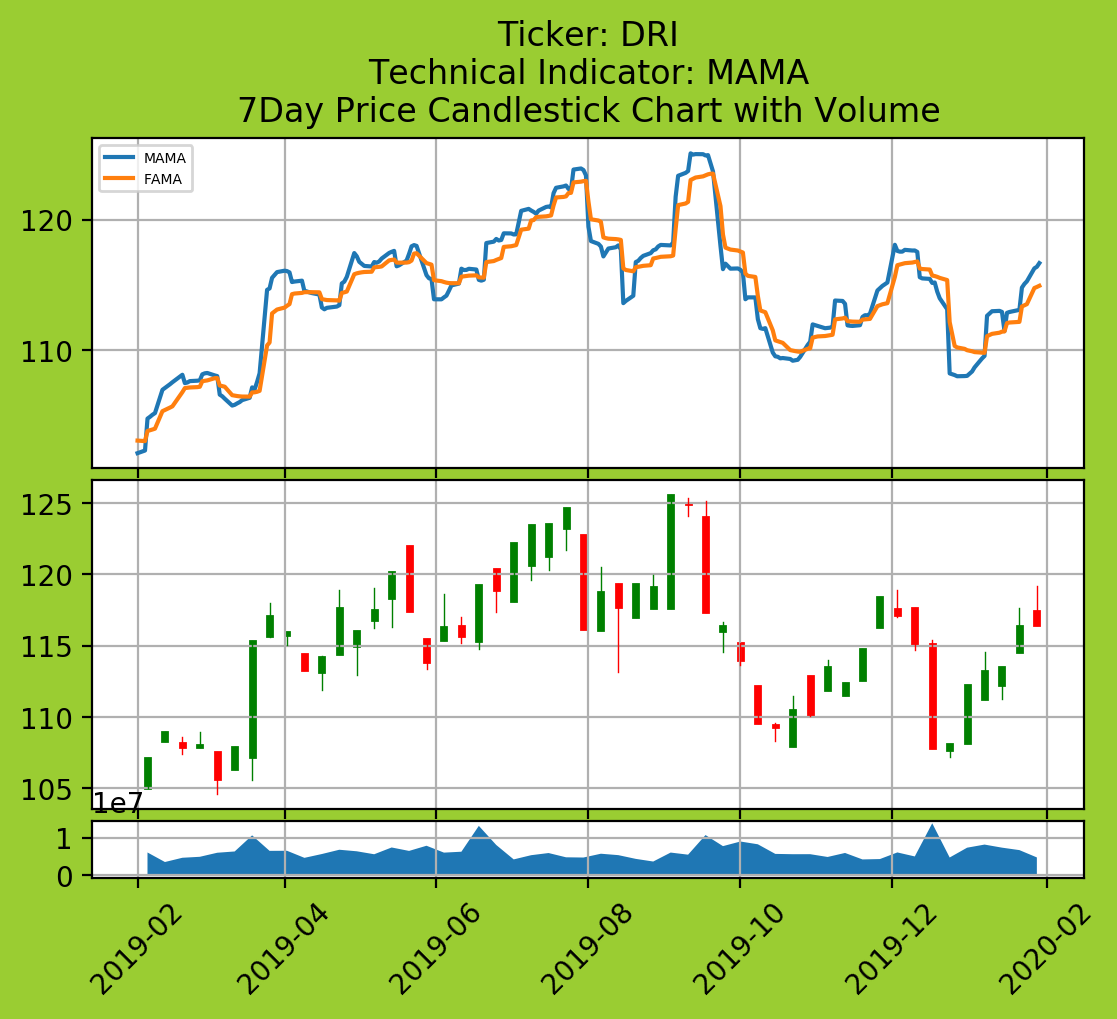 Ticker: DRI
Technical Indicator: MAMA
7Day Price Candlestick Chart with Volume
MAMA
FAMA
120
110
125
120
115
110
105
1e7
1
0
2019-02
2019-04
2019-06
2019-08
2019-10
2019-12
2020-02